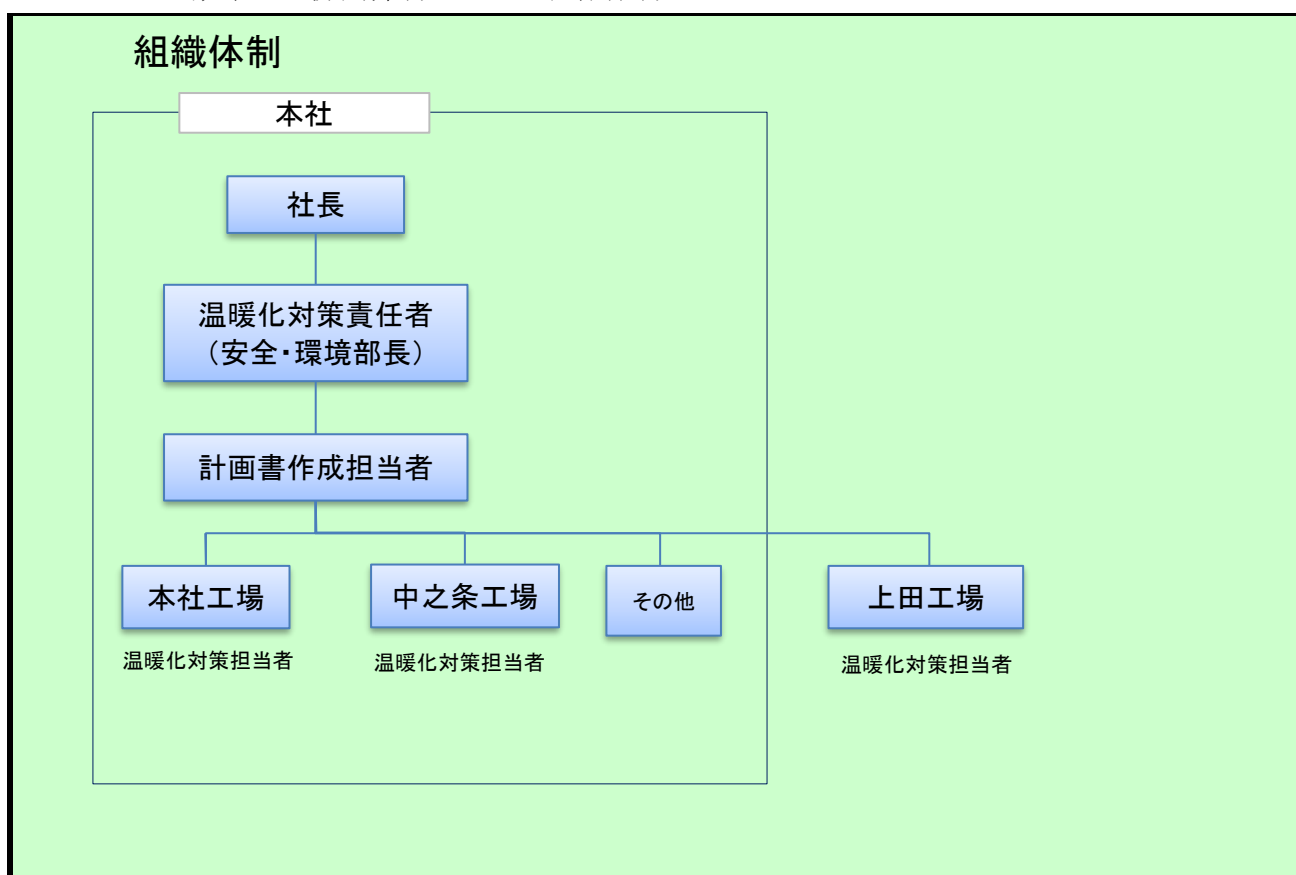 組織体制
本社
社長
温暖化対策責任者
（安全・環境部長）
計画書作成担当者
本社工場
中之条工場
その他
上田工場
温暖化対策担当者
温暖化対策担当者
温暖化対策担当者